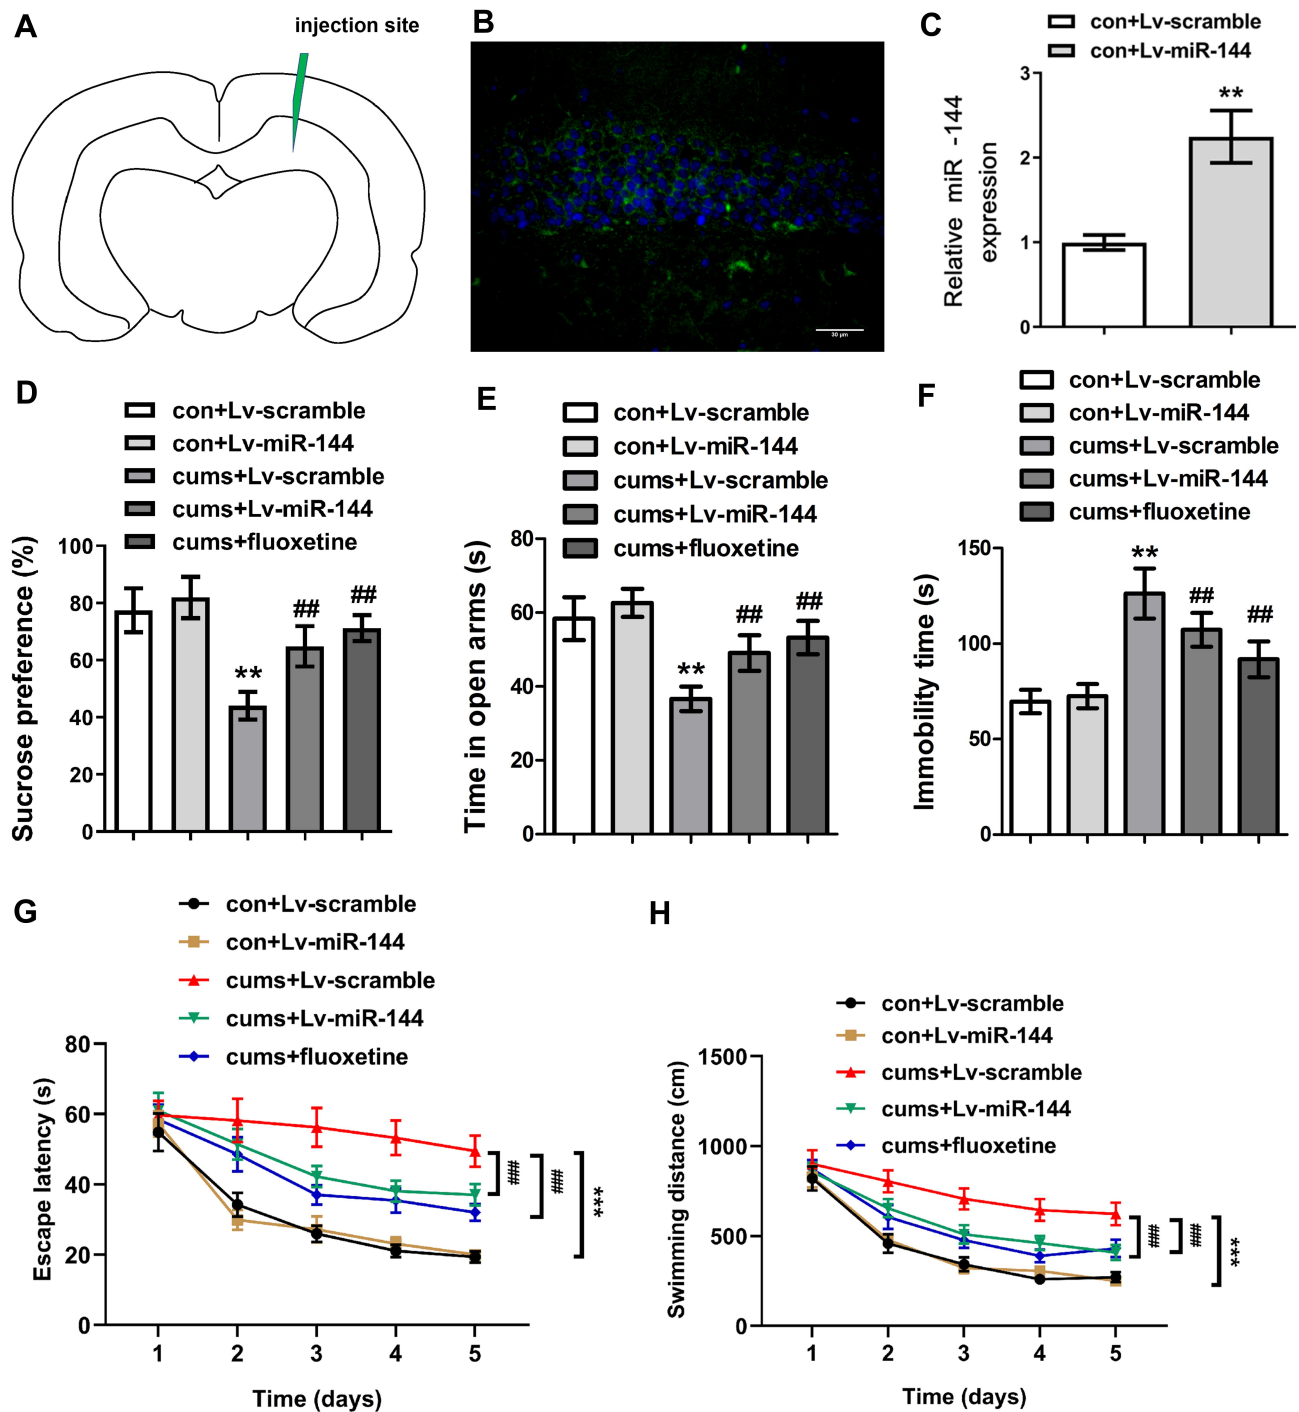 A
injection site
B
30 µm
C
con+Lv-scramble
con+Lv-miR-144
Relative miR -144
expression
3
2
1
0
**
D
con+Lv-scramble
con+Lv-miR-144
cums+Lv-scramble
cums+Lv-miR-144
cums+fluoxetine
Sucrose preference (%)
100
80
60
40
20
0
**
##
##
E
con+Lv-scramble
con+Lv-miR-144
cums+Lv-scramble
cums+Lv-miR-144
cums+fluoxetine
Time in open arms (s)
80
60
40
20
0
**
##
##
F
con+Lv-scramble
con+Lv-miR-144
cums+Lv-scramble
cums+Lv-miR-144
cums+fluoxetine
Immobility time (s)
150
100
50
0
**
##
##
G
con+Lv-scramble
con+Lv-miR-144
cums+Lv-scramble
cums+Lv-miR-144
cums+fluoxetine
Escape latency (s)
80
60
40
20
0
###
###
***
1 2 3 4 5
Time (days)
H
con+Lv-scramble
con+Lv-miR-144
cums+Lv-scramble
cums+Lv-miR-144
cums+fluoxetine
Swimming distance (cm)
1500
1000
500
0
###
###
***
1 2 3 4 5
Time (days)